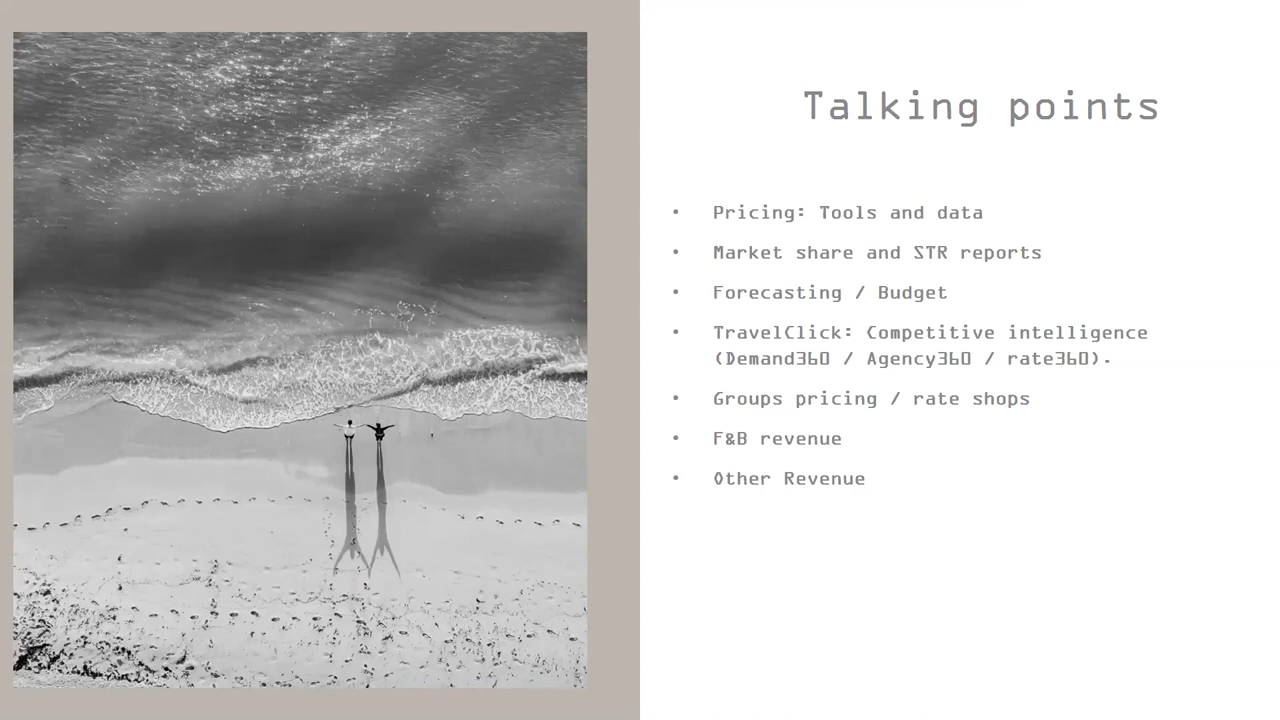 Talking points
• Pricing: Tools and data
• Market share and STR reports
• Forecasting / Budget
• TravelClick: Competitive intelligence
(Demand360 / Agency360 / rate360).
• Groups pricing / rate shops
• F&B revenue
• Other Revenue